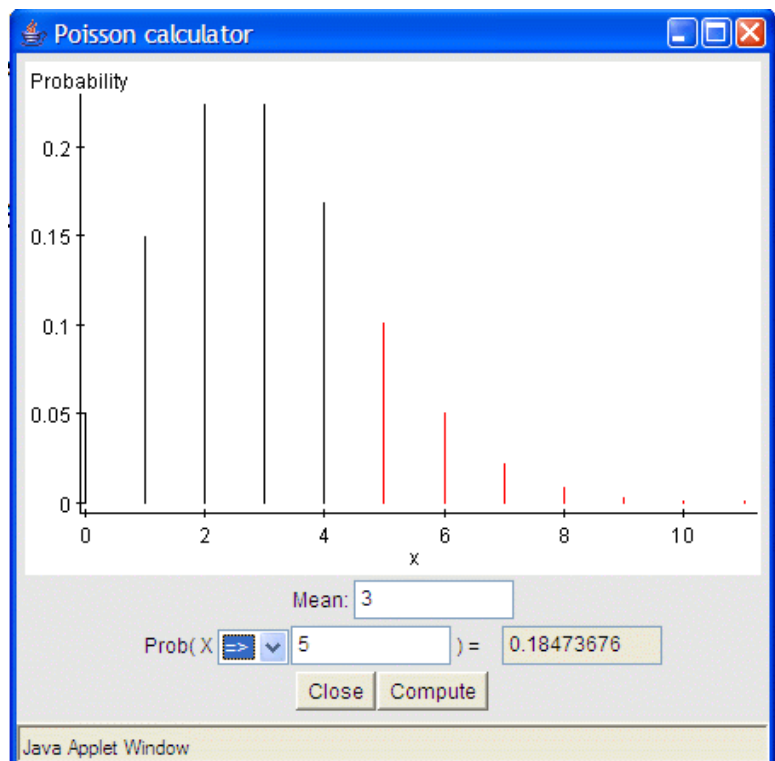 Poisson calculator
Probability
0.2
0.15
0.1
0.05
0
0 2 4 6 8 10
x
Mean: 3
Prob( X => 5 ) = 0.18473676
Close Compute
Java Applet Window